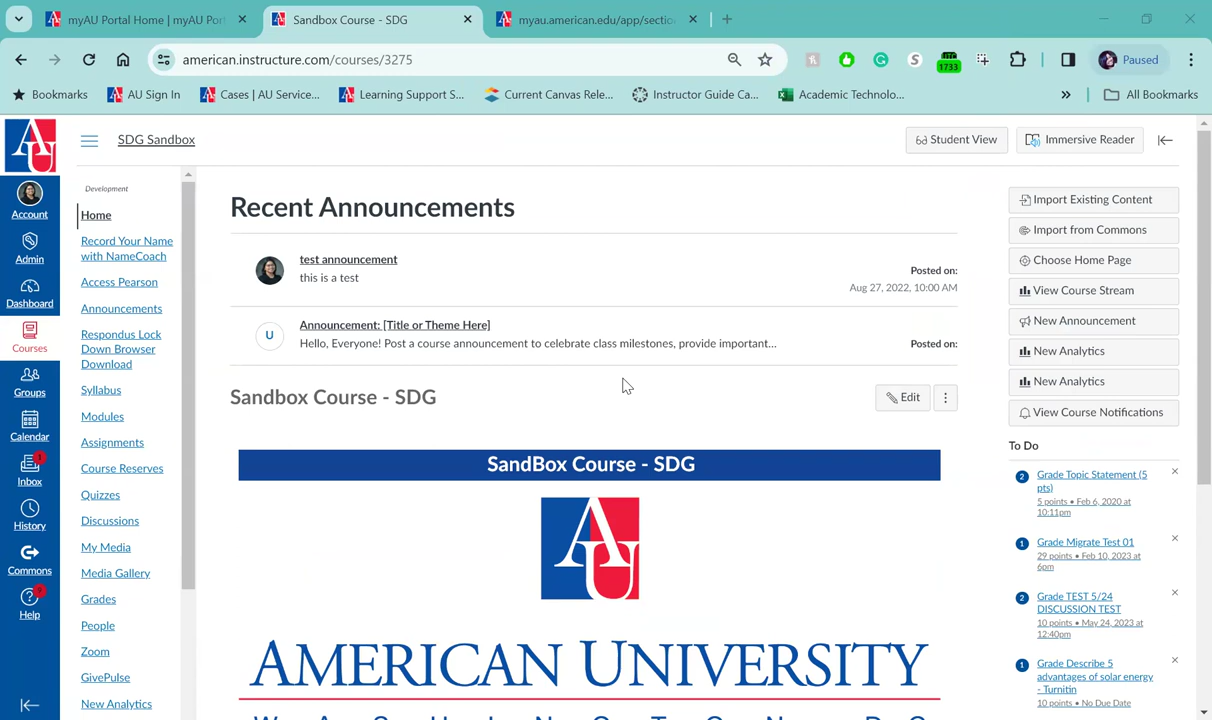 myAU Portal Home | myAU Port
Sandbox Course - SDG
myau.american.edu/app/sectio
american.instructure.com/courses/3275
1733
Paused
Bookmarks
AU Sign In
Cases | AU Service...
Learning Support S...
Current Canvas Rele...
Instructor Guide Ca...
Academic Technolo...
All Bookmarks
SDG Sandbox
Student View
Immersive Reader
Account
Admin
Dashboard
Courses
Groups
Calendar
Inbox
History
Commons
Help
Development
Home
Record Your Name
with NameCoach
Access Pearson
Announcements
Respondus Lock
Down Browser
Download
Syllabus
Modules
Assignments
Course Reserves
Quizzes
Discussions
My Media
Media Gallery
Grades
People
Zoom
GivePulse
New Analytics
Recent Announcements
test announcement
this is a test
Posted on:
Aug 27, 2022, 10:00 AM
U
Announcement: [Title or Theme Here]
Hello, Everyone! Post a course announcement to celebrate class milestones, provide important...
Posted on:
Sandbox Course - SDG
Edit
SandBox Course - SDG
AU
AMERICAN UNIVERSITY
Import Existing Content
Import from Commons
Choose Home Page
View Course Stream
New Announcement
New Analytics
New Analytics
View Course Notifications
To Do
2
Grade Topic Statement (5
pts)
5 points • Feb 6, 2020 at
10:11pm
1
Grade Migrate Test 01
29 points • Feb 10, 2023 at
6pm
2
Grade TEST 5/24
DISCUSSION TEST
10 points • May 24, 2023 at
12:40pm
1
Grade Describe 5
advantages of solar energy
- Turnitin
10 points • No Due Date